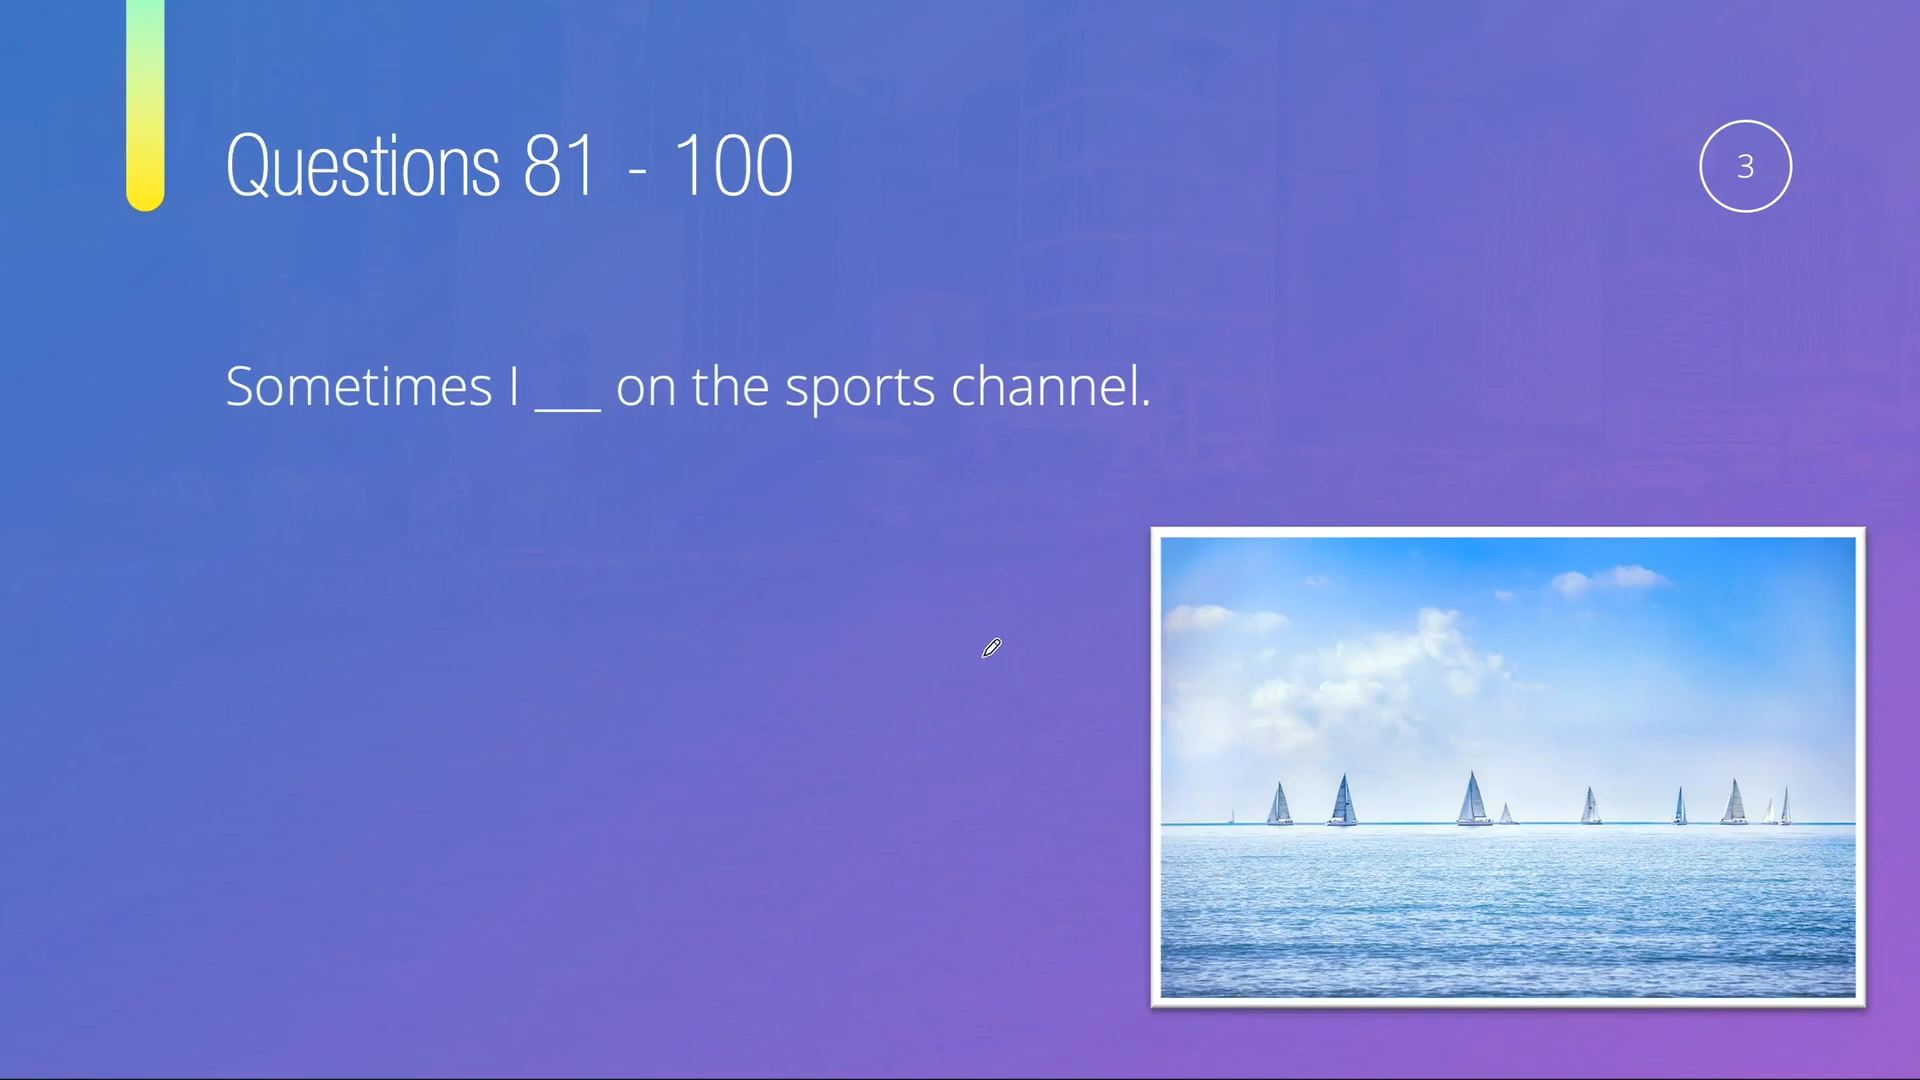 Questions 81 - 100
3
Sometimes I ___ on the sports channel.